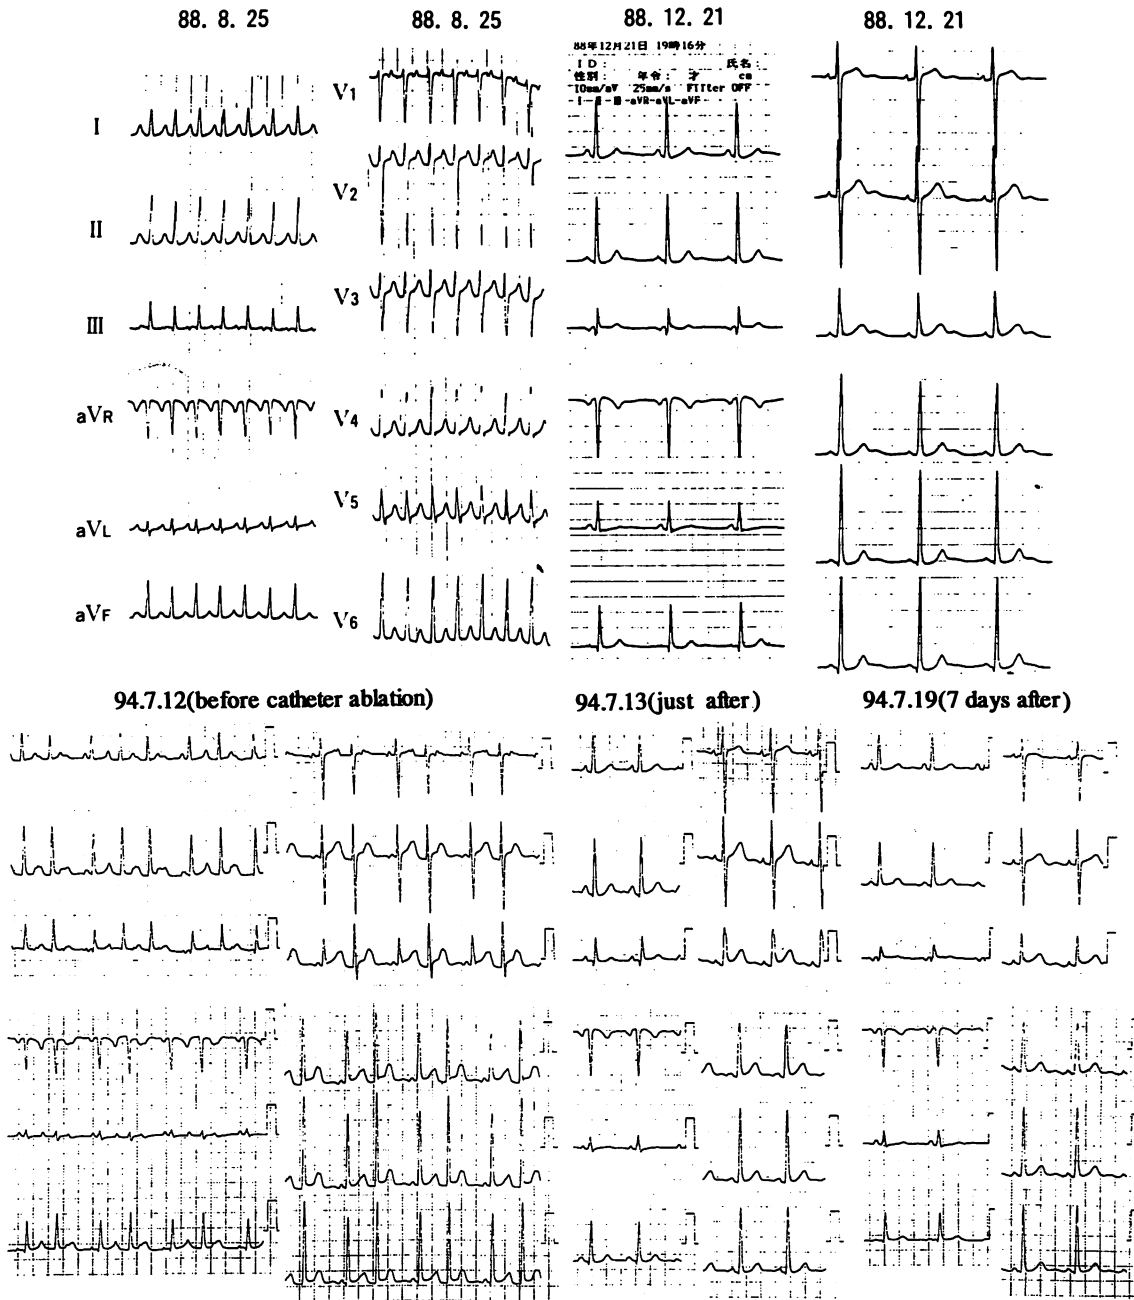 88. 8. 25
88. 8. 25
88. 12. 21
88. 12. 21
88年12月21日 19時16分
ID: 氏名:
性別: 年令: 才 cm
10mm/mV 25mm/s Filter OFF
I-II-III-aVR-aVL-aVF
I
II
III
aVR
aVL
aVF
V1
V2
V3
V4
V5
V6
94.7.12(before catheter ablation)
94.7.13(just after)
94.7.19(7 days after)